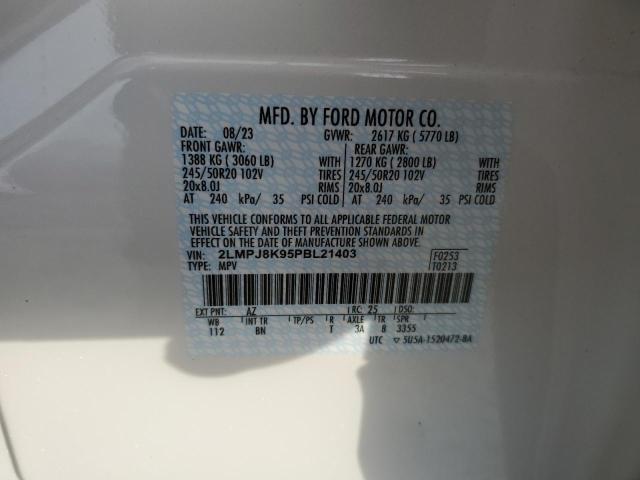 MFD. BY FORD MOTOR CO.
DATE: 08/23 GVWR: 2617 KG ( 5770 LB)
FRONT GAWR: REAR GAWR:
1388 KG ( 3060 LB) WITH 1270 KG ( 2800 LB) WITH
245/50R20 102V TIRES 245/50R20 102V TIRES
20x8.0J RIMS 20x8.0J RIMS
AT 240 kPa/ 35 PSI COLD AT 240 kPa/ 35 PSI COLD
THIS VEHICLE CONFORMS TO ALL APPLICABLE FEDERAL MOTOR
VEHICLE SAFETY AND THEFT PREVENTION STANDARDS IN
EFFECT ON THE DATE OF MANUFACTURE SHOWN ABOVE.
VIN: 2LMPJ8K95PBL21403 F0253
TYPE: MPV T0213
EXT PNT: AZ RC: 25 DSO:
WB INT TR TP/PS R AXLE TR SPR
112 BN T 3A 8 3355
UTC ▽ 5U5A-1520472-BA